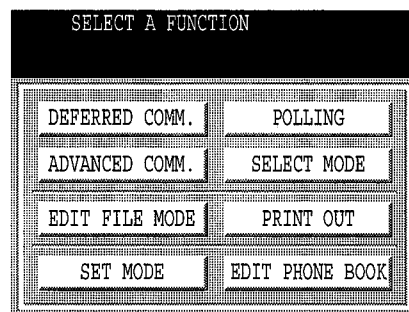 SELECT A FUNCTION
DEFERRED COMM. POLLING
ADVANCED COMM. SELECT MODE
EDIT FILE MODE PRINT OUT
SET MODE EDIT PHONE BOOK